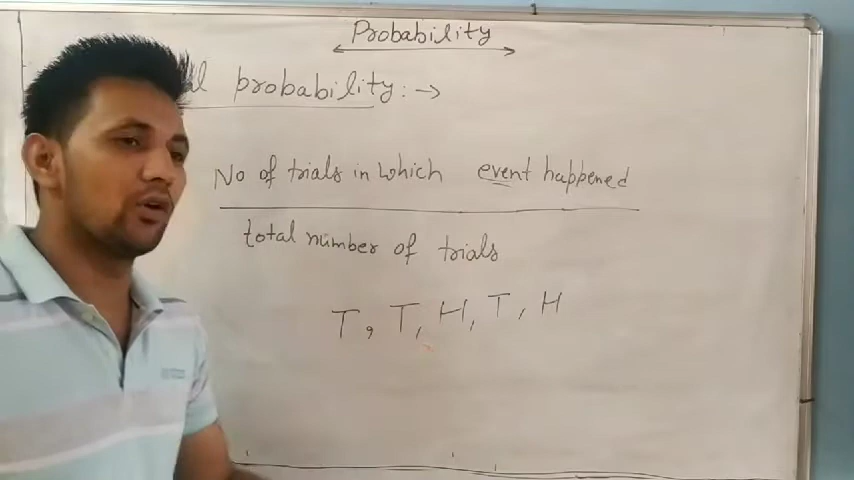 Probability
probability:→
No of trials in which event happened
total number of trials
T, T, H, T, H